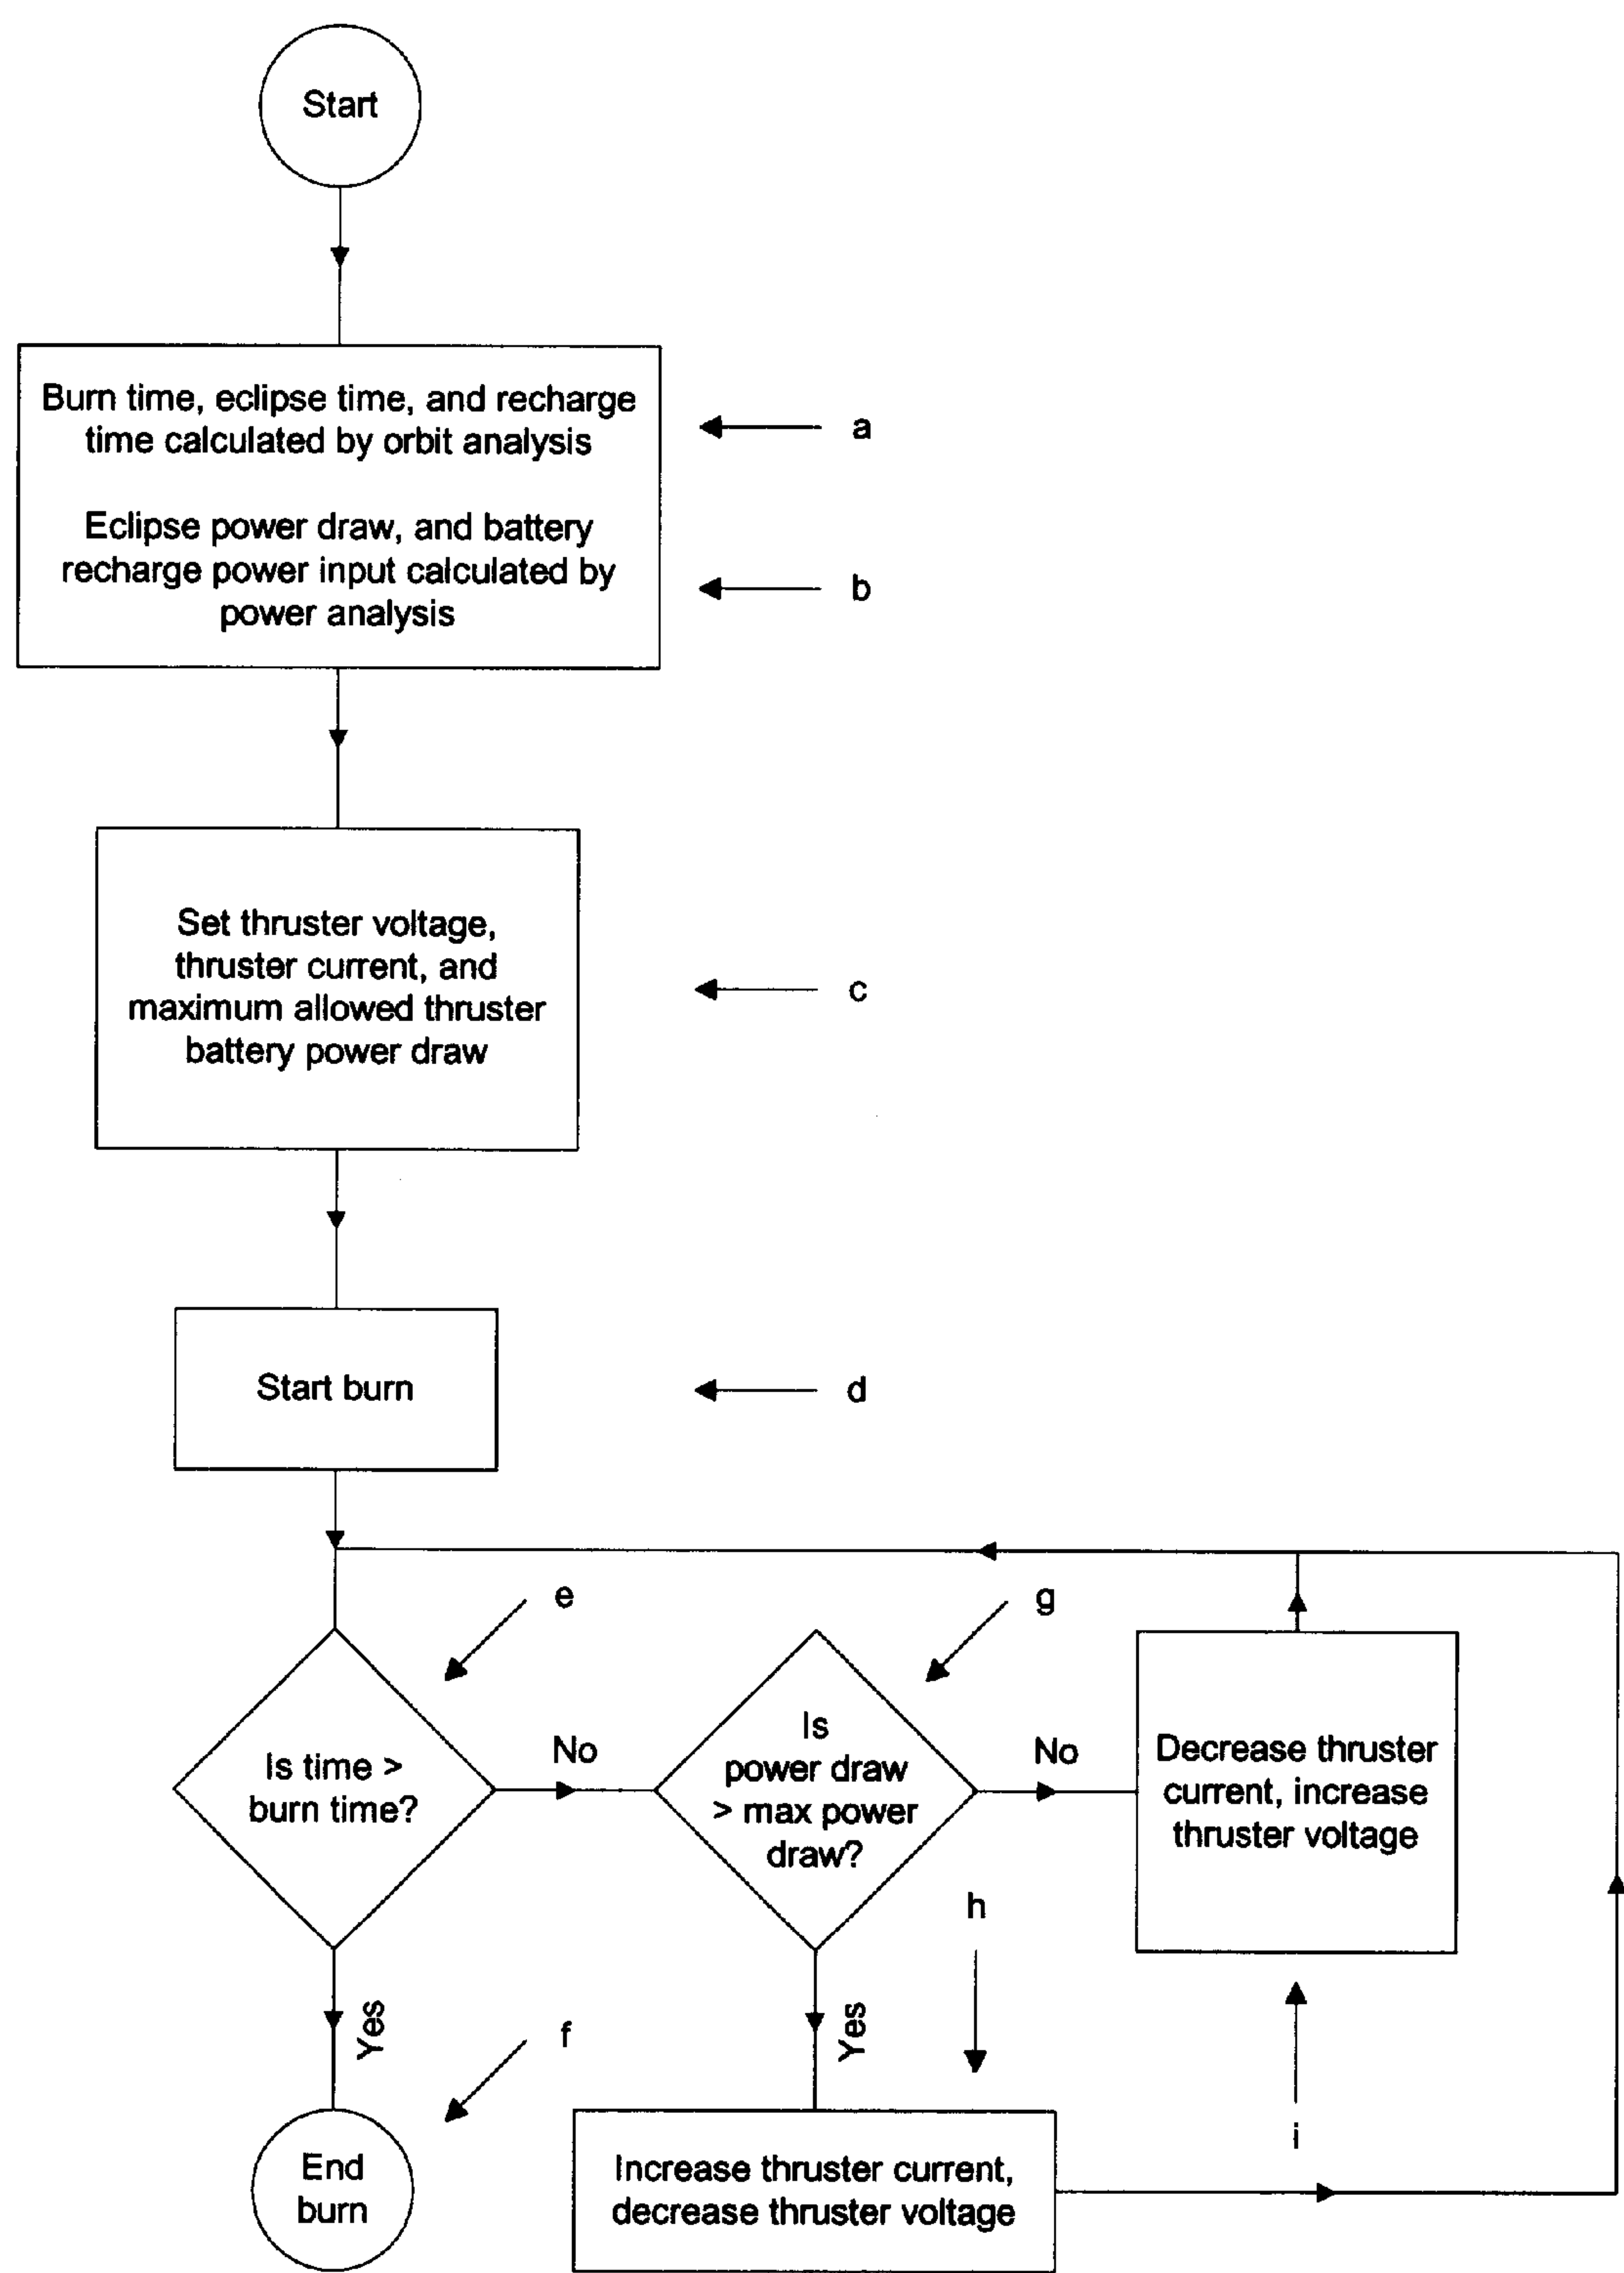 Start
Burn time, eclipse time, and recharge
time calculated by orbit analysis
a
Eclipse power draw, and battery
recharge power input calculated by
power analysis
b
Set thruster voltage,
thruster current, and
maximum allowed thruster
battery power draw
c
Start burn
d
e
g
Is time >
burn time?
No
Is
power draw
> max power
draw?
No
Decrease thruster
current, increase
thruster voltage
h
Yes
f
Yes
i
End
burn
Increase thruster current,
decrease thruster voltage